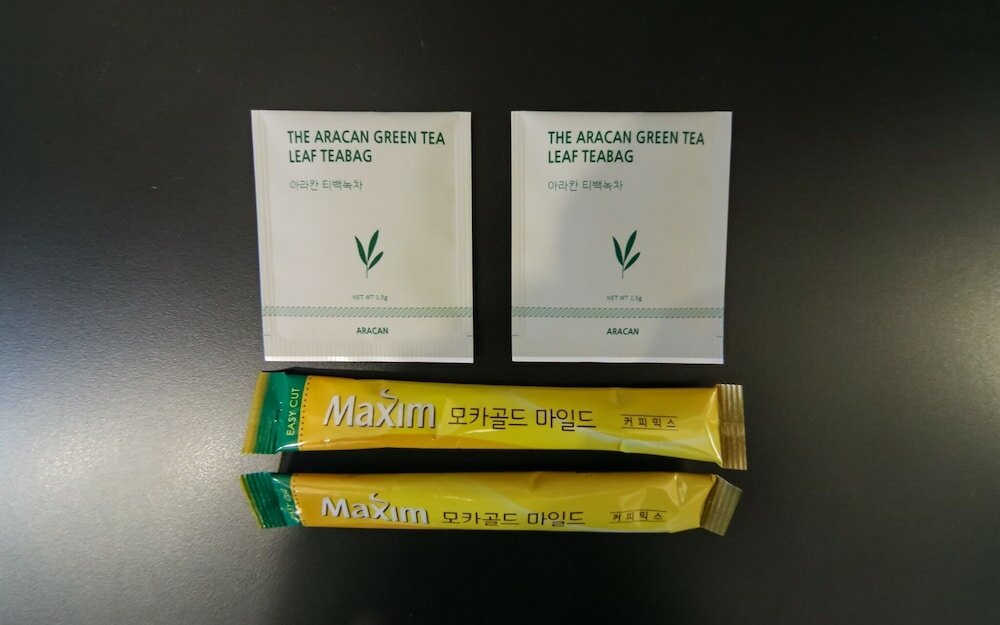 THE ARACAN GREEN TEA
LEAF TEABAG
아라칸 티백녹차
NET WT 1.5g
ARACAN
THE ARACAN GREEN TEA
LEAF TEABAG
아라칸 티백녹차
NET WT 1.5g
ARACAN
EASY CUT
Maxim 모카골드 마일드 커피믹스
EASY CUT
Maxim 모카골드 마일드 커피믹스